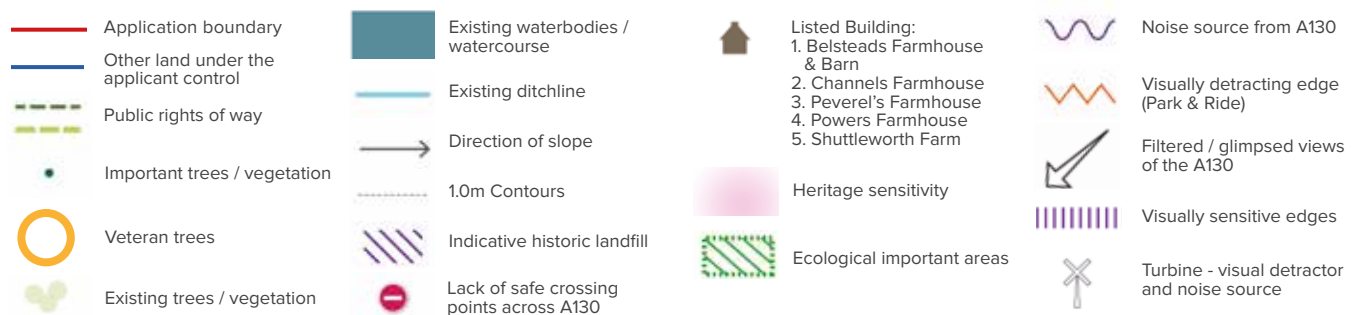 Application boundary
Other land under the
applicant control
Public rights of way
Important trees / vegetation
Veteran trees
Existing trees / vegetation
Existing waterbodies /
watercourse
Existing ditchline
Direction of slope
1.0m Contours
Indicative historic landfill
Lack of safe crossing
points across A130
Listed Building:
1. Belsteads Farmhouse
& Barn
2. Channels Farmhouse
3. Peverel's Farmhouse
4. Powers Farmhouse
5. Shuttleworth Farm
Heritage sensitivity
Ecological important areas
Noise source from A130
Visually detracting edge
(Park & Ride)
Filtered / glimpsed views
of the A130
Visually sensitive edges
Turbine - visual detractor
and noise source